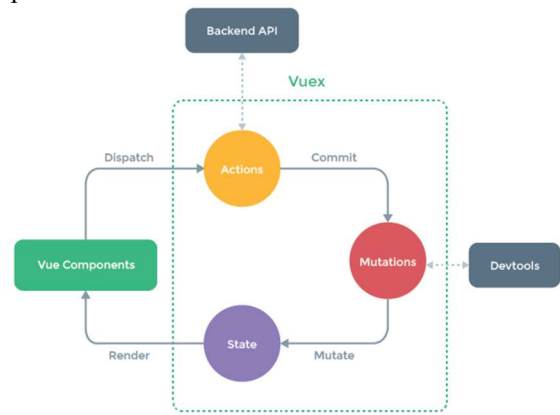 Backend API
Vuex
Dispatch
Actions
Commit
Vue Components
Mutations
Devtools
Render
State
Mutate